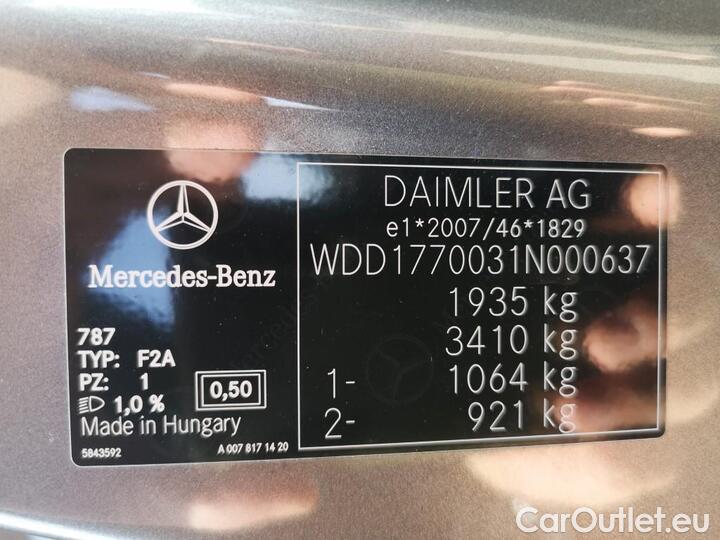 Mercedes-Benz
787
TYP: F2A
PZ: 1
1,0 %
0,50
Made in Hungary
5843592
A 007 817 14 20
DAIMLER AG
e1*2007/46*1829
WDD1770031N000637
1935 kg
3410 kg
1- 1064 kg
2- 921 kg
CarOutlet.eu